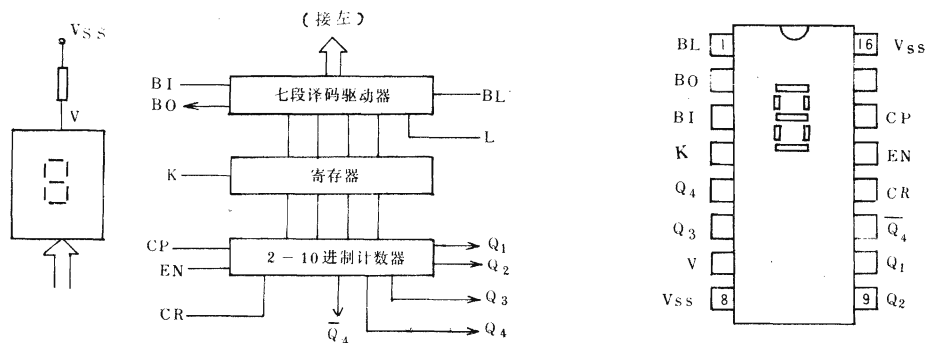 VSS
V
(接左)
BI
BO
七段译码驱动器
BL
L
K
寄存器
CP
EN
CR
2-10进制计数器
Q1
Q2
Q3
Q4
Q̅4
BL 1
BO
BI
K
Q4
Q3
V
VSS 8
16 VSS
CP
EN
CR
Q̅4
Q1
9 Q2